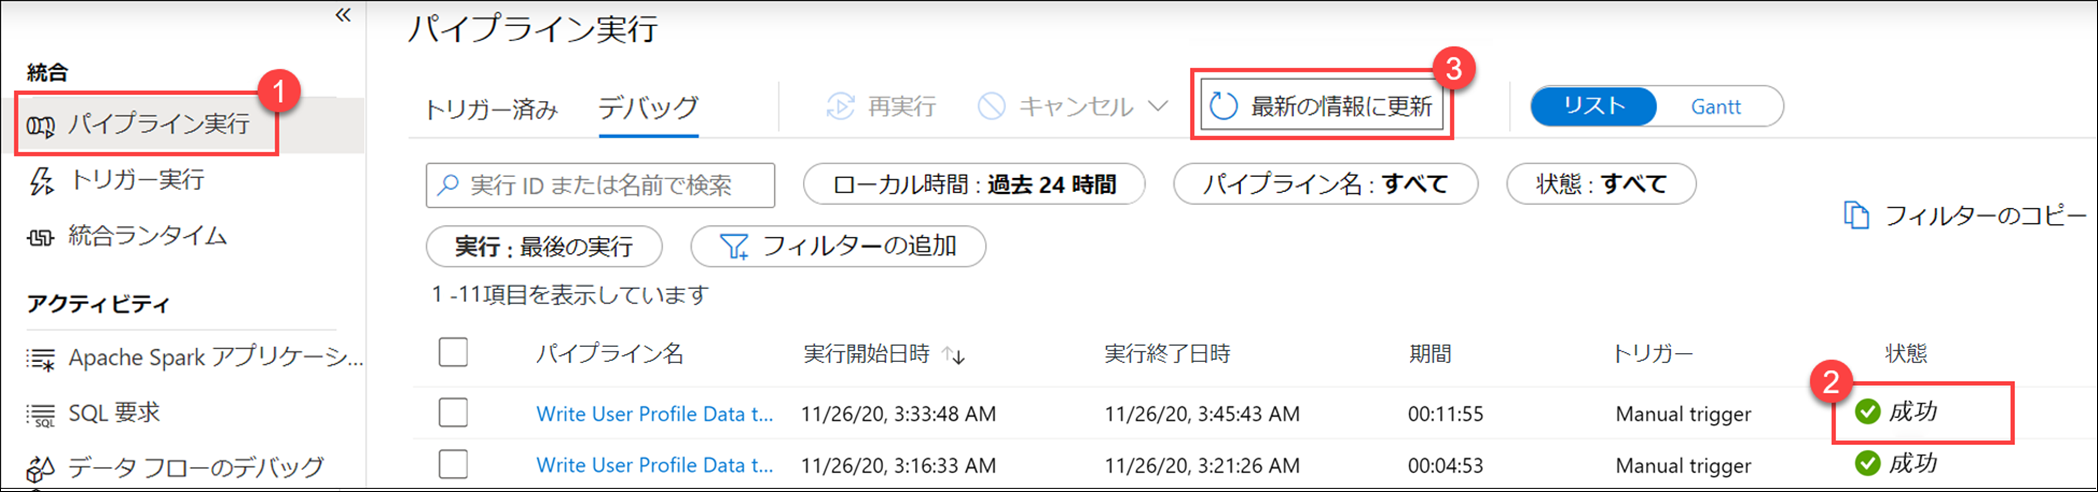 «
統合
パイプライン実行
1
トリガー実行
統合ランタイム
アクティビティ
Apache Spark アプリケーシ...
SQL 要求
データ フローのデバッグ
パイプライン実行
トリガー済み デバッグ 再実行 キャンセル 最新の情報に更新 3 リスト Gantt
実行 ID または名前で検索 ローカル時間 : 過去 24 時間 パイプライン名 : すべて 状態 : すべて
フィルターのコピー
実行 : 最後の実行 フィルターの追加
1 -11項目を表示しています
パイプライン名 実行開始日時 ↑↓ 実行終了日時 期間 トリガー 状態
2
Write User Profile Data t... 11/26/20, 3:33:48 AM 11/26/20, 3:45:43 AM 00:11:55 Manual trigger 成功
Write User Profile Data t... 11/26/20, 3:16:33 AM 11/26/20, 3:21:26 AM 00:04:53 Manual trigger 成功